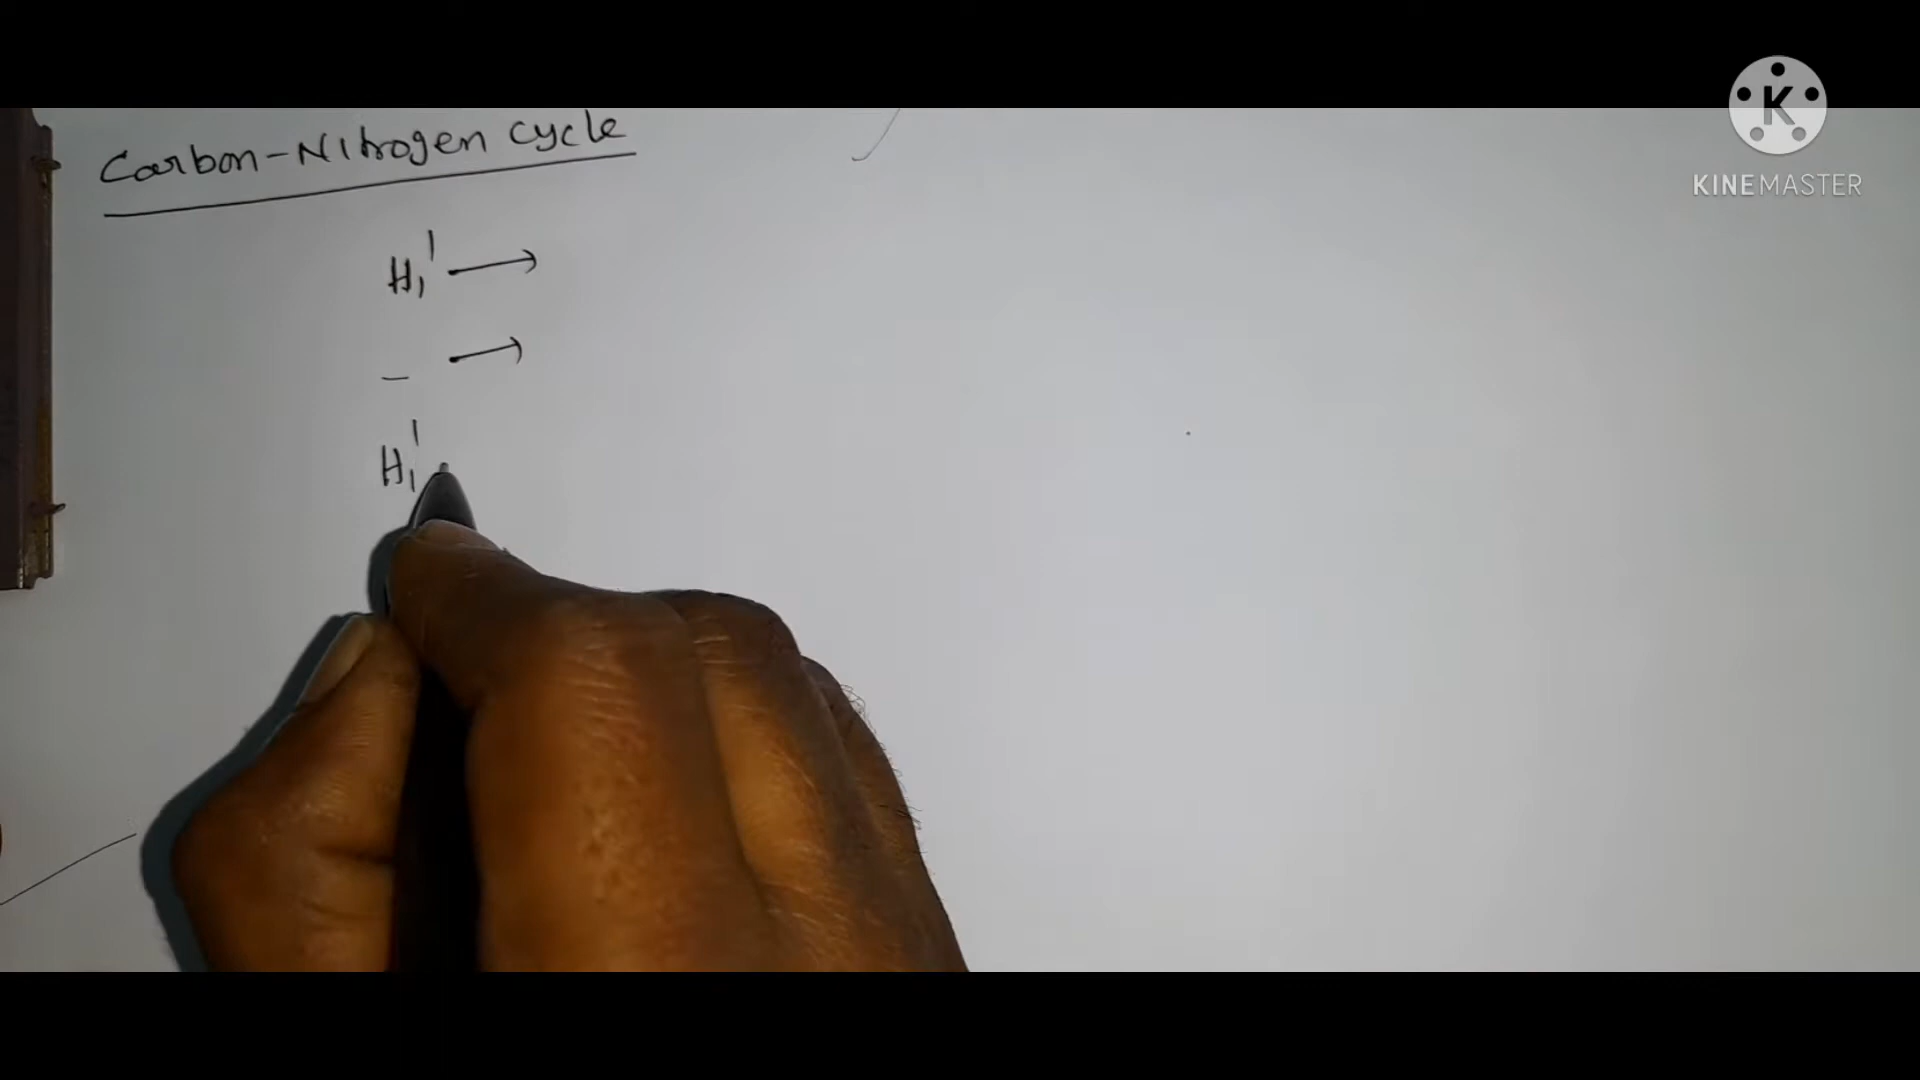 Carbon-Nitrogen cycle
K
KINEMASTER
H₁¹ →
— →
H₁¹